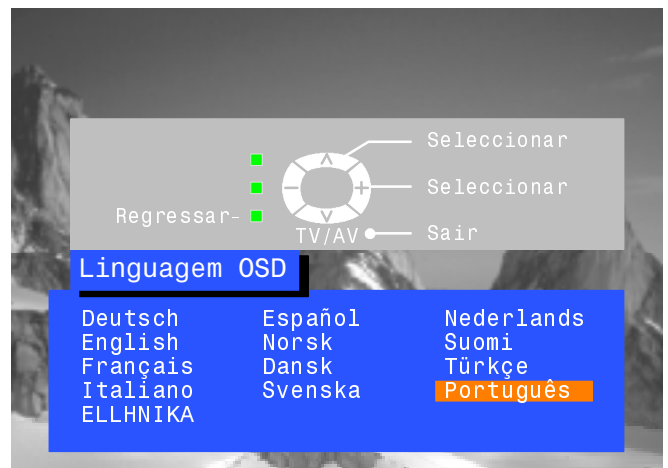 Seleccionar
Seleccionar
Regressar-
TV/AV Sair
Linguagem OSD
Deutsch Español Nederlands
English Norsk Suomi
Français Dansk Türkçe
Italiano Svenska Português
ELLHNIKA